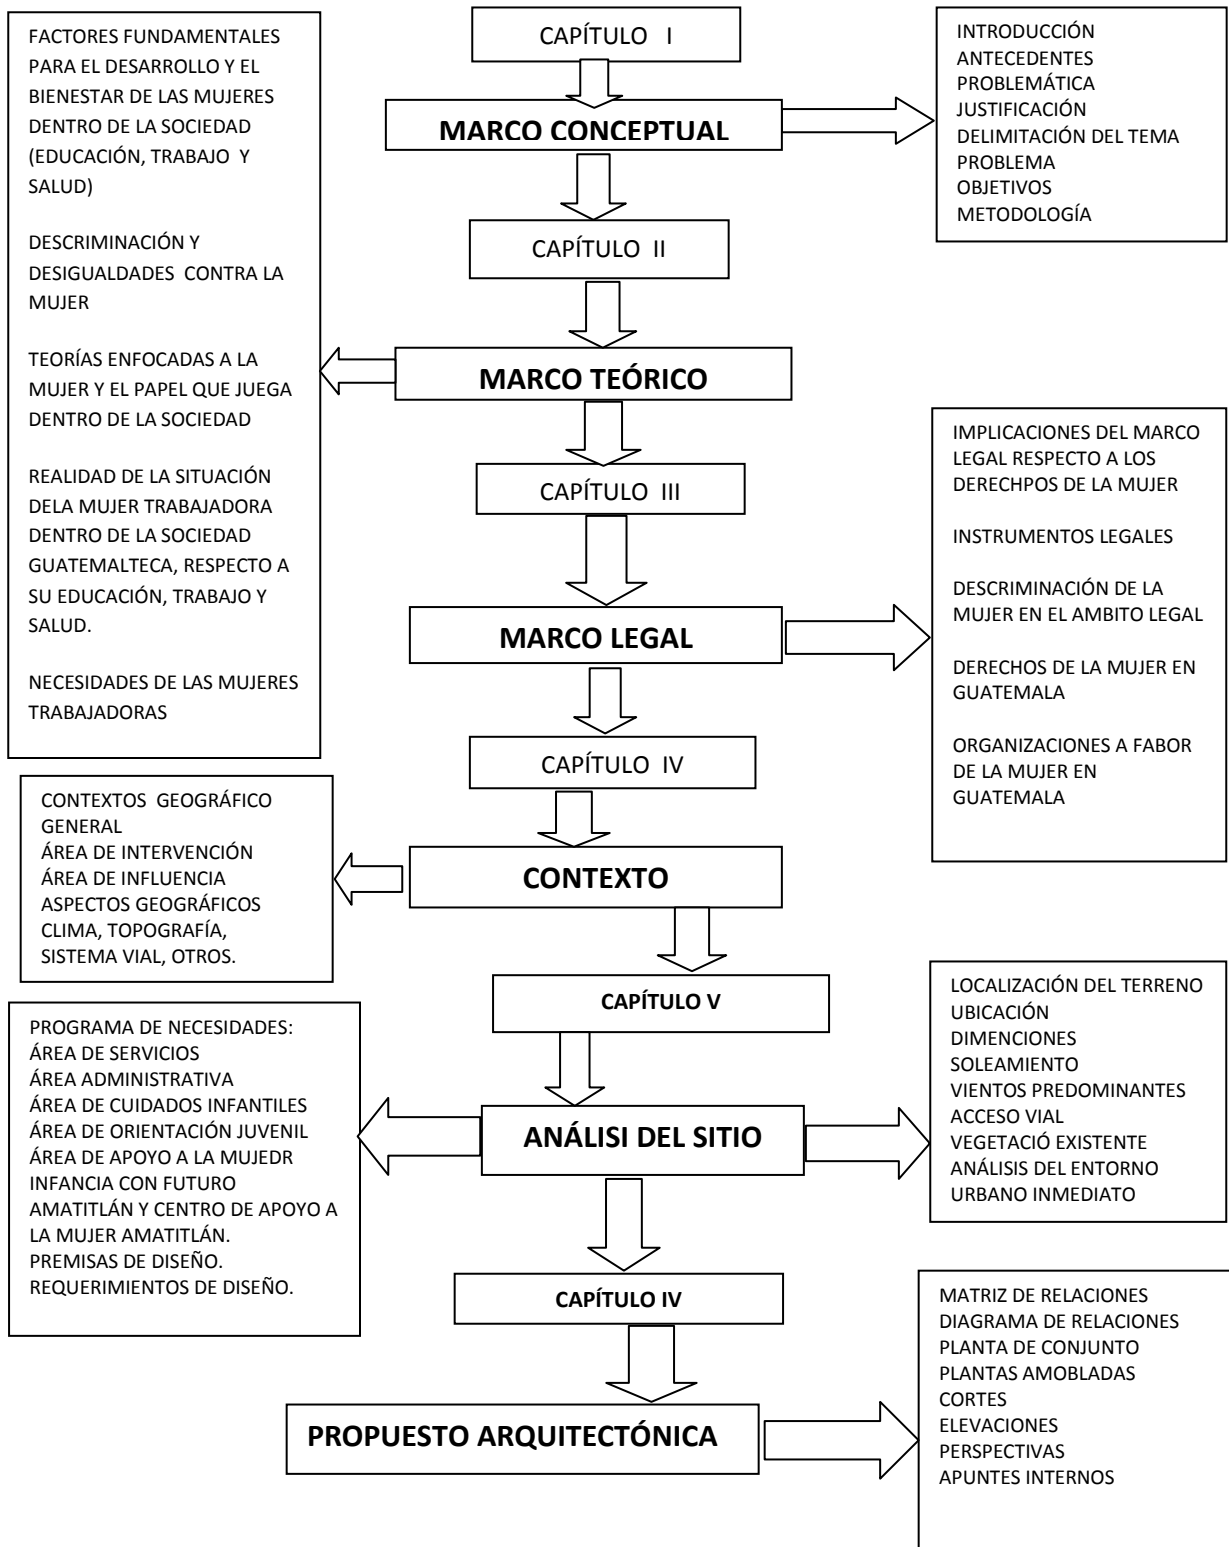 CAPÍTULO I
MARCO CONCEPTUAL
INTRODUCCIÓN
ANTECEDENTES
PROBLEMÁTICA
JUSTIFICACIÓN
DELIMITACIÓN DEL TEMA
PROBLEMA
OBJETIVOS
METODOLOGÍA
CAPÍTULO II
MARCO TEÓRICO
FACTORES FUNDAMENTALES
PARA EL DESARROLLO Y EL
BIENESTAR DE LAS MUJERES
DENTRO DE LA SOCIEDAD
(EDUCACIÓN, TRABAJO Y
SALUD)
DESCRIMINACIÓN Y
DESIGUALDADES CONTRA LA
MUJER
TEORÍAS ENFOCADAS A LA
MUJER Y EL PAPEL QUE JUEGA
DENTRO DE LA SOCIEDAD
REALIDAD DE LA SITUACIÓN
DELA MUJER TRABAJADORA
DENTRO DE LA SOCIEDAD
GUATEMALTECA, RESPECTO A
SU EDUCACIÓN, TRABAJO Y
SALUD.
NECESIDADES DE LAS MUJERES
TRABAJADORAS
CAPÍTULO III
MARCO LEGAL
IMPLICACIONES DEL MARCO
LEGAL RESPECTO A LOS
DERECHPOS DE LA MUJER
INSTRUMENTOS LEGALES
DESCRIMINACIÓN DE LA
MUJER EN EL AMBITO LEGAL
DERECHOS DE LA MUJER EN
GUATEMALA
ORGANIZACIONES A FABOR
DE LA MUJER EN
GUATEMALA
CAPÍTULO IV
CONTEXTO
CONTEXTOS GEOGRÁFICO
GENERAL
ÁREA DE INTERVENCIÓN
ÁREA DE INFLUENCIA
ASPECTOS GEOGRÁFICOS
CLIMA, TOPOGRAFÍA,
SISTEMA VIAL, OTROS.
CAPÍTULO V
ANÁLISI DEL SITIO
PROGRAMA DE NECESIDADES:
ÁREA DE SERVICIOS
ÁREA ADMINISTRATIVA
ÁREA DE CUIDADOS INFANTILES
ÁREA DE ORIENTACIÓN JUVENIL
ÁREA DE APOYO A LA MUJEDR
INFANCIA CON FUTURO
AMATITLÁN Y CENTRO DE APOYO A
LA MUJER AMATITLÁN.
PREMISAS DE DISEÑO.
REQUERIMIENTOS DE DISEÑO.
LOCALIZACIÓN DEL TERRENO
UBICACIÓN
DIMENCIONES
SOLEAMIENTO
VIENTOS PREDOMINANTES
ACCESO VIAL
VEGETACIÓ EXISTENTE
ANÁLISIS DEL ENTORNO
URBANO INMEDIATO
CAPÍTULO IV
PROPUESTO ARQUITECTÓNICA
MATRIZ DE RELACIONES
DIAGRAMA DE RELACIONES
PLANTA DE CONJUNTO
PLANTAS AMOBLADAS
CORTES
ELEVACIONES
PERSPECTIVAS
APUNTES INTERNOS